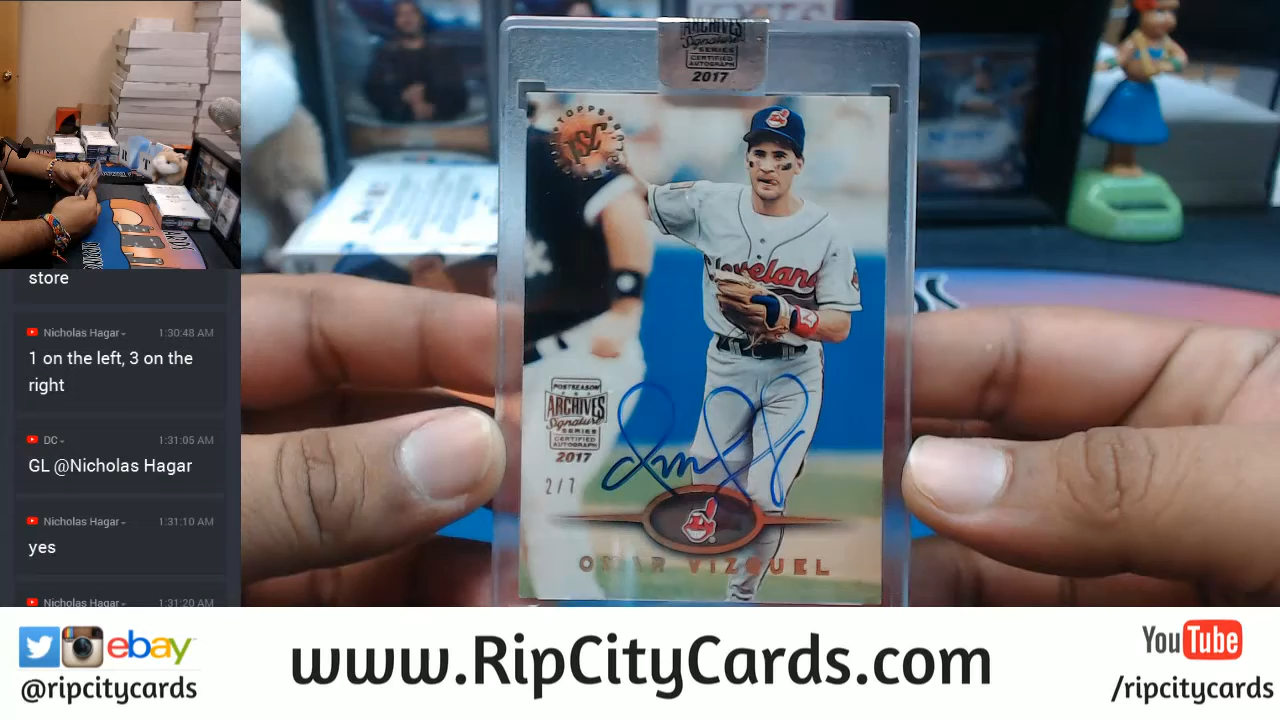 store
Nicholas Hagar
1:30:48 AM
1 on the left, 3 on the
right
DC
1:31:05 AM
GL @Nicholas Hagar
Nicholas Hagar
1:31:10 AM
yes
Nicholas Hagar
1:31:20 AM
ARCHIVES
Signature
SERIES
CERTIFIED
AUTOGRAPH
2017
TOPPS
TSC
Cleveland
POSTSEASON
ARCHIVES
Signature
SERIES
CERTIFIED
AUTOGRAPH
2017
2/7
OMAR VIZQUEL
ebay
@ripcitycards
www.RipCityCards.com
YouTube
/ripcitycards